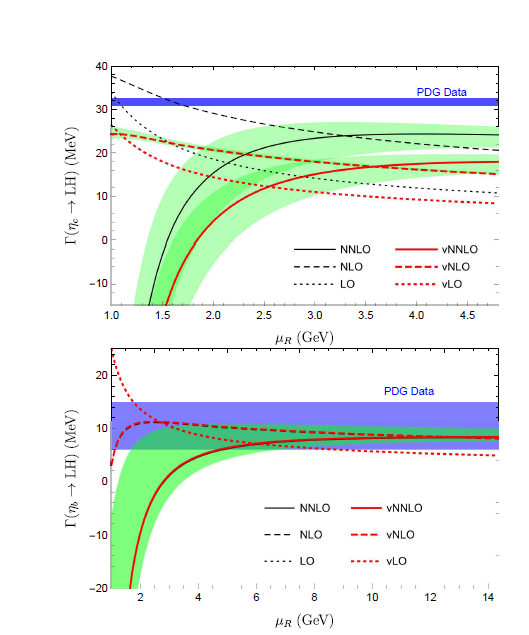 40
30
20
10
0
−10
Γ(η_c → LH) (MeV)
PDG Data
NNLO vNNLO
NLO vNLO
LO vLO
1.0 1.5 2.0 2.5 3.0 3.5 4.0 4.5
μ_R (GeV)
20
10
0
−10
−20
Γ(η_b → LH) (MeV)
PDG Data
NNLO vNNLO
NLO vNLO
LO vLO
2 4 6 8 10 12 14
μ_R (GeV)